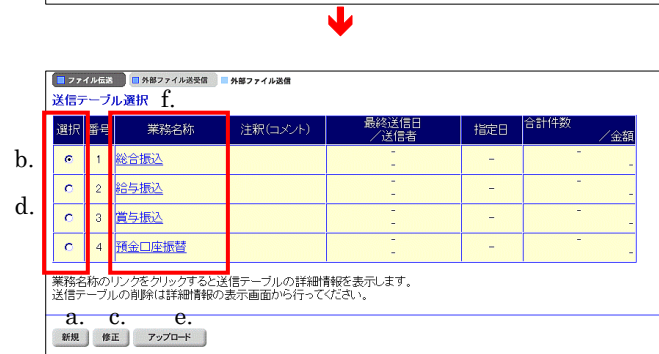 ファイル伝送 外部ファイル送受信 外部ファイル送信
送信テーブル選択 f.
選択 番号 業務名称 注釈(コメント) 最終送信日 ／送信者 指定日 合計件数 ／金額
b. 1 総合振込 - - - - -
2 給与振込 - - - - -
d. 3 賞与振込 - - - - -
4 預金口座振替 - - - - -
業務名称のリンクをクリックすると送信テーブルの詳細情報を表示します。
送信テーブルの削除は詳細情報の表示画面から行ってください。
a. c. e.
新規 修正 アップロード